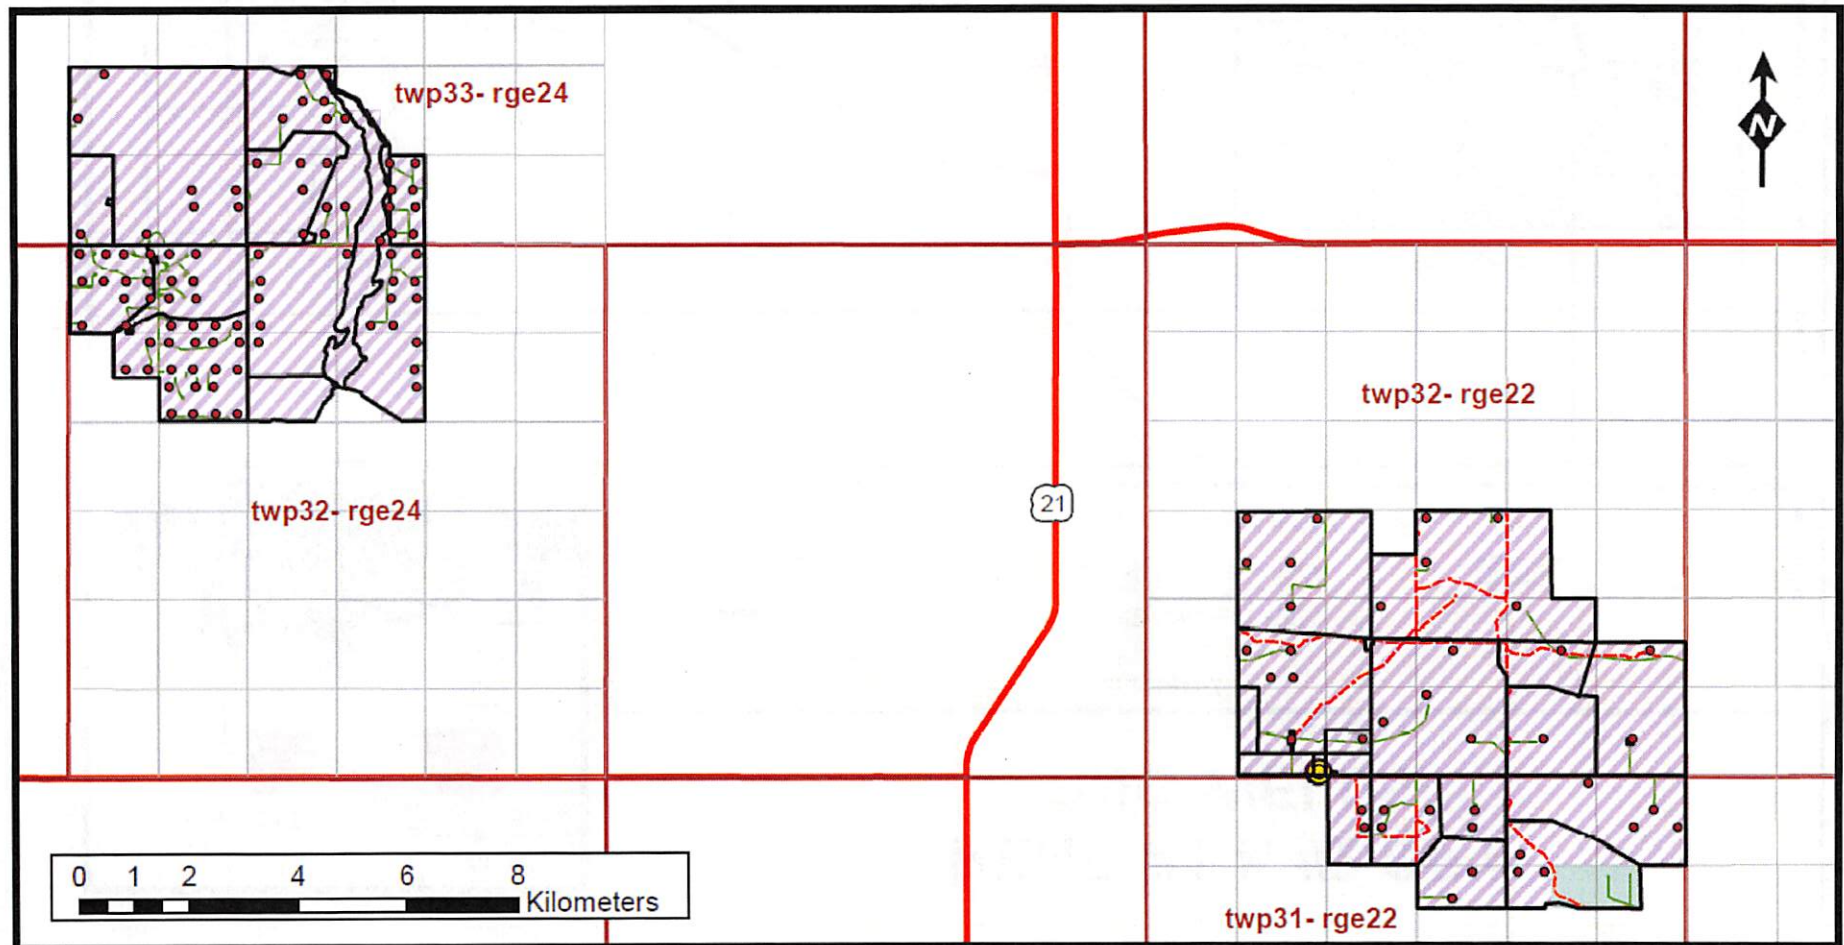 twp33- rge24
N
twp32- rge22
21
twp32- rge24
0 1 2 4 6 8
Kilometers
twp31- rge22